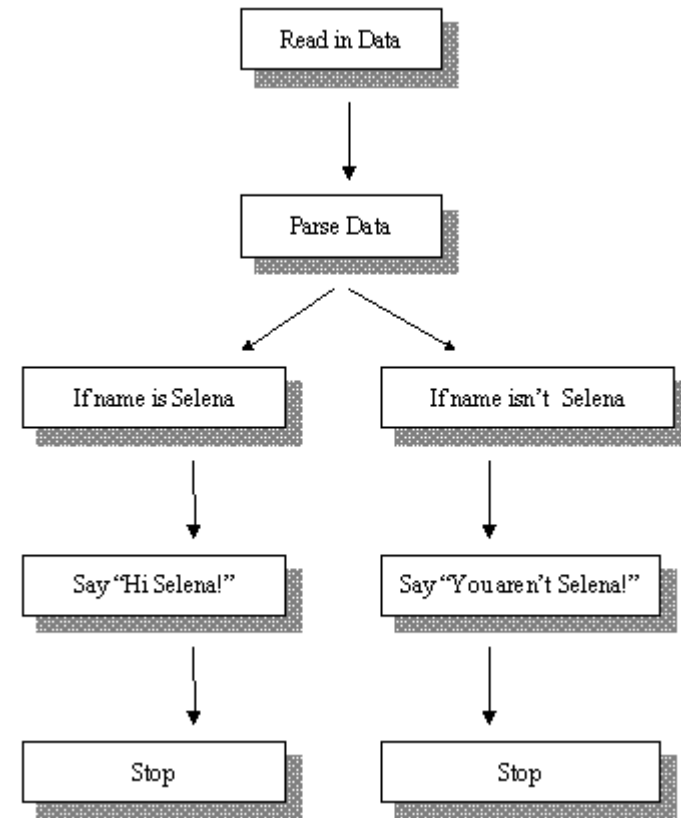 Read in Data
Parse Data
If name is Selena
If name isn’t Selena
Say “Hi Selena!”
Say “You aren’t Selena!”
Stop
Stop